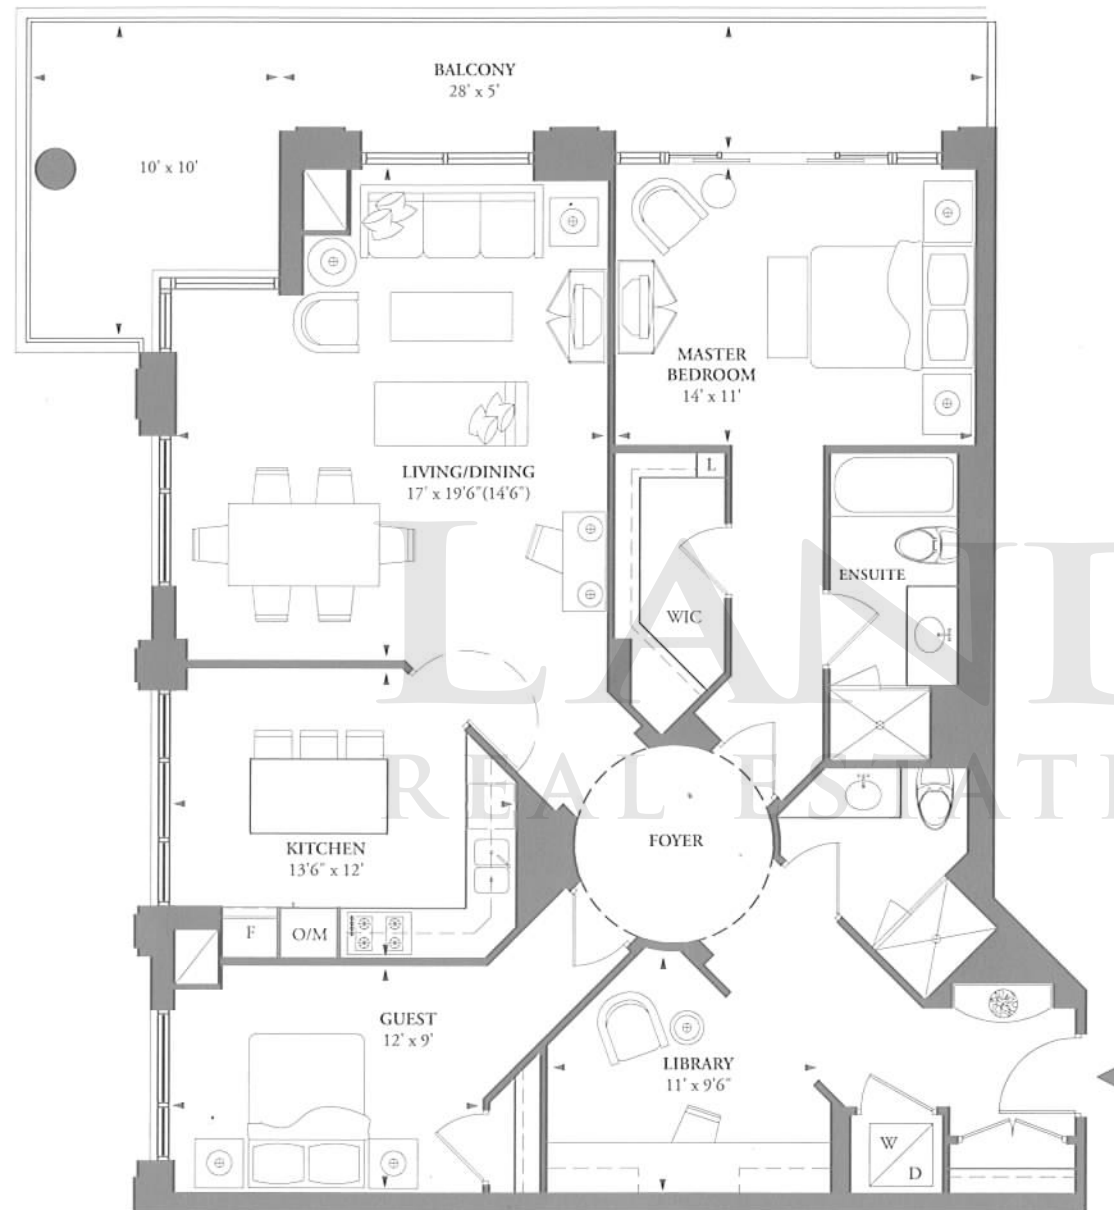 BALCONY
28' x 5'
10' x 10'
MASTER
BEDROOM
14' x 11'
LIVING/DINING
17' x 19'6"(14'6")
L
ENSUITE
WIC
LAND
REAL ESTATE
FOYER
KITCHEN
13'6" x 12'
F
O/M
GUEST
12' x 9'
LIBRARY
11' x 9'6"
W
D